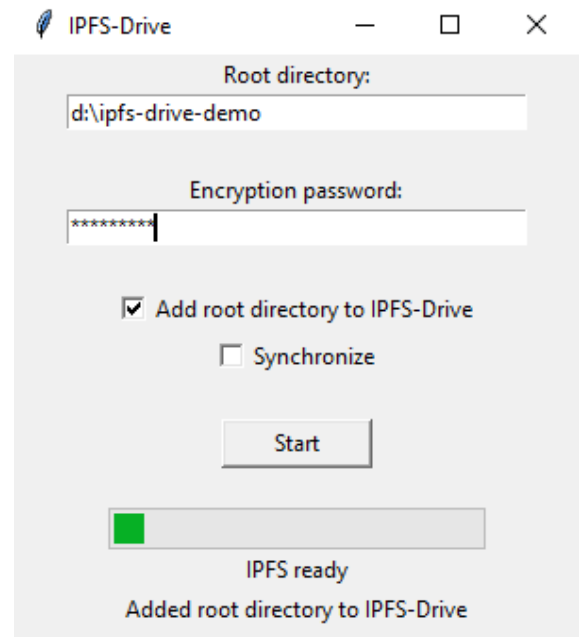 IPFS-Drive
Root directory:
d:\ipfs-drive-demo
Encryption password:
*********
Add root directory to IPFS-Drive
Synchronize
Start
IPFS ready
Added root directory to IPFS-Drive